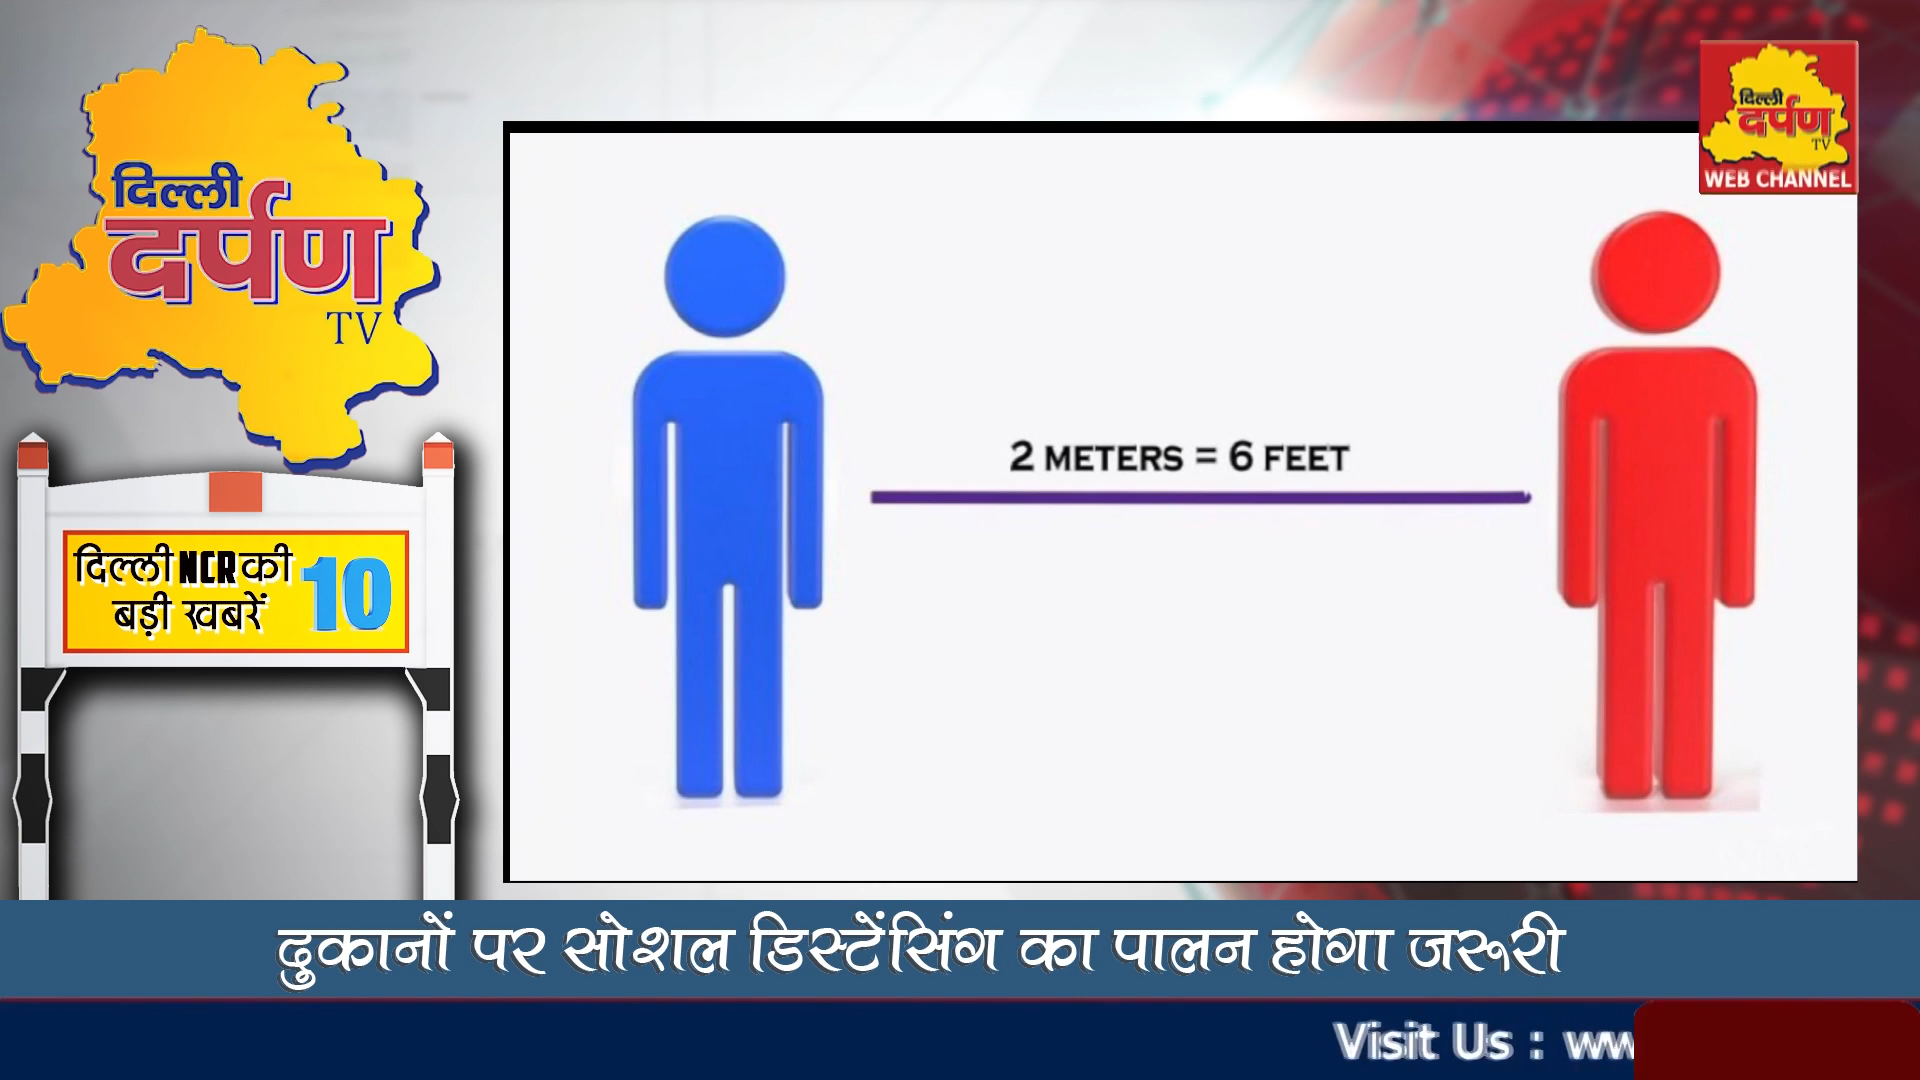 दिल्ली
दर्पण
TV
दिल्ली NCR की
बड़ी खबरें
10
दिल्ली
दर्पण
TV
WEB CHANNEL
2 METERS = 6 FEET
दुकानों पर सोशल डिस्टेंसिंग का पालन होगा जरूरी
Visit Us : ww